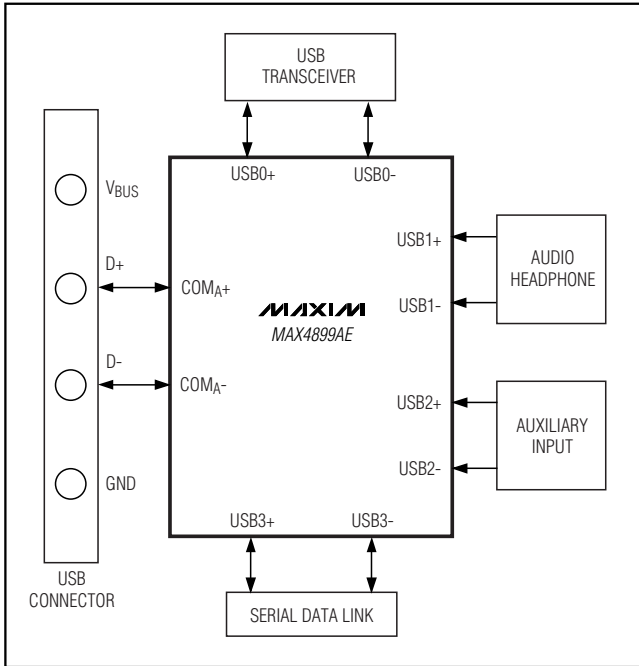 USB
TRANSCEIVER
USB0+
USB0-
VBUS
D+
COMA+
D-
COMA-
GND
USB
CONNECTOR
MAXIM
MAX4899AE
USB1+
USB1-
AUDIO
HEADPHONE
USB2+
USB2-
AUXILIARY
INPUT
USB3+
USB3-
SERIAL DATA LINK